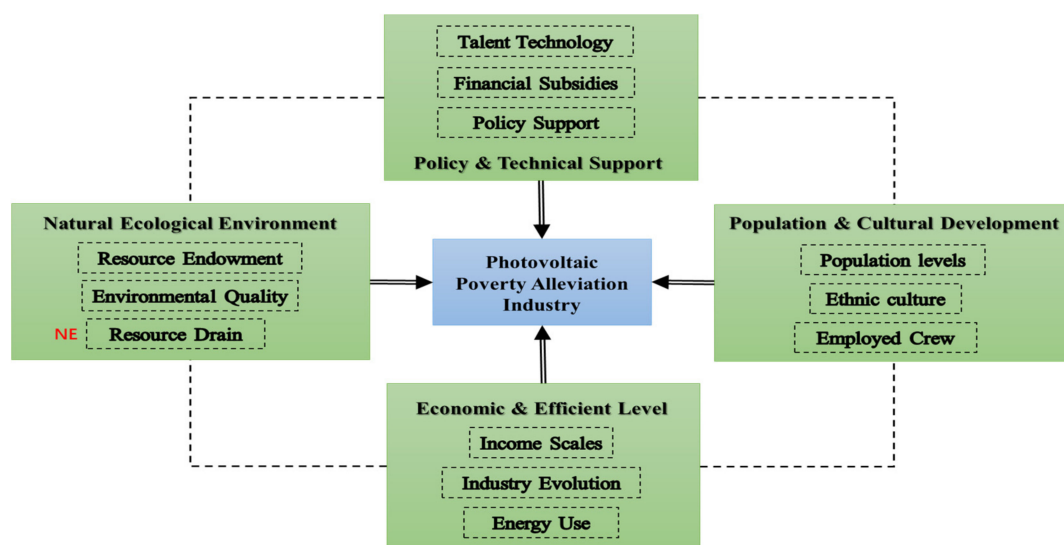 Talent Technology
Financial Subsidies
Policy Support
Policy & Technical Support
Natural Ecological Environment
Resource Endowment
Environmental Quality
NE Resource Drain
Photovoltaic
Poverty Alleviation
Industry
Population & Cultural Development
Population levels
Ethnic culture
Employed Crew
Economic & Efficient Level
Income Scales
Industry Evolution
Energy Use